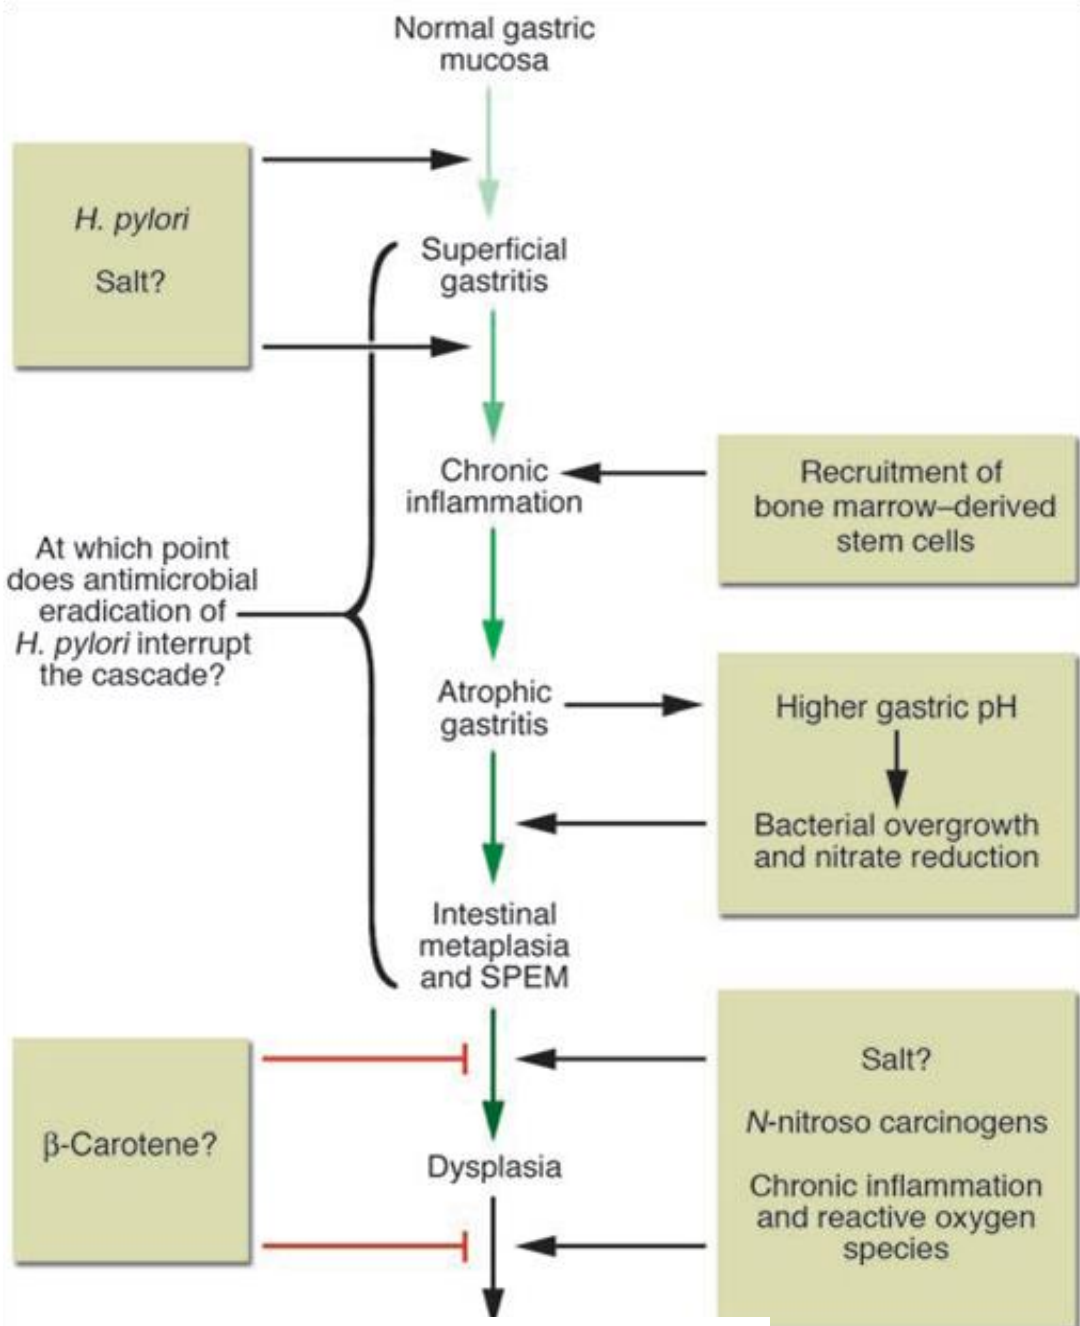 Normal gastric
mucosa
H. pylori
Salt?
Superficial
gastritis
Chronic
inflammation
Recruitment of
bone marrow–derived
stem cells
At which point
does antimicrobial
eradication of
H. pylori interrupt
the cascade?
Atrophic
gastritis
Higher gastric pH
Bacterial overgrowth
and nitrate reduction
Intestinal
metaplasia
and SPEM
β-Carotene?
Salt?
N-nitroso carcinogens
Chronic inflammation
and reactive oxygen
species
Dysplasia